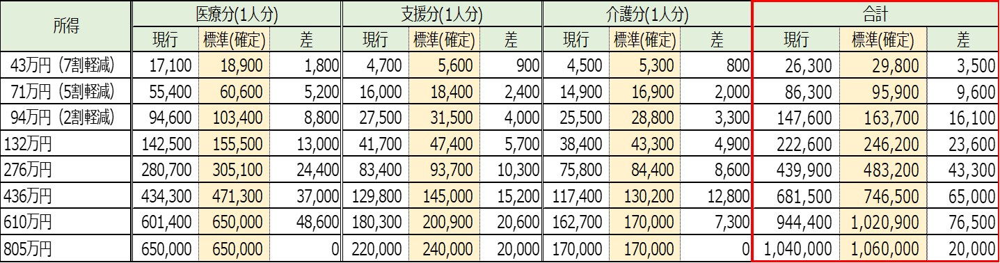 所得 医療分(1人分) 支援分(1人分) 介護分(1人分) 合計
現行 標準(確定) 差 現行 標準(確定) 差 現行 標準(確定) 差 現行 標準(確定) 差
43万円（7割軽減） 17,100 18,900 1,800 4,700 5,600 900 4,500 5,300 800 26,300 29,800 3,500
71万円（5割軽減） 55,400 60,600 5,200 16,000 18,400 2,400 14,900 16,900 2,000 86,300 95,900 9,600
94万円（2割軽減） 94,600 103,400 8,800 27,500 31,500 4,000 25,500 28,800 3,300 147,600 163,700 16,100
132万円 142,500 155,500 13,000 41,700 47,400 5,700 38,400 43,300 4,900 222,600 246,200 23,600
276万円 280,700 305,100 24,400 83,400 93,700 10,300 75,800 84,400 8,600 439,900 483,200 43,300
436万円 434,300 471,300 37,000 129,800 145,000 15,200 117,400 130,200 12,800 681,500 746,500 65,000
610万円 601,400 650,000 48,600 180,300 200,900 20,600 162,700 170,000 7,300 944,400 1,020,900 76,500
805万円 650,000 650,000 0 220,000 240,000 20,000 170,000 170,000 0 1,040,000 1,060,000 20,000